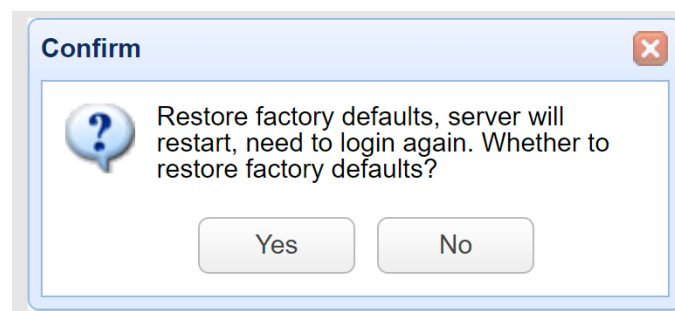 Confirm
Restore factory defaults, server will
restart, need to login again. Whether to
restore factory defaults?
Yes
No